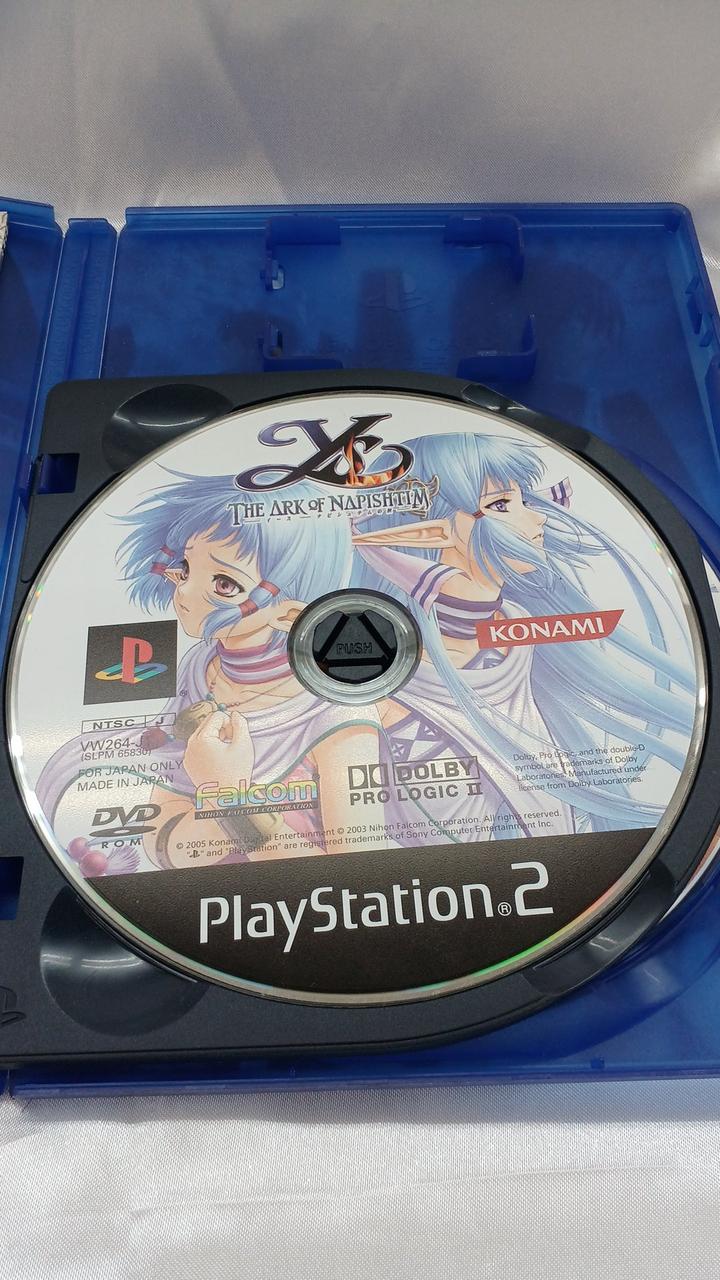 Ys
THE ARK OF NAPISHTIM
イース ーナピシュテムの匣ー
KONAMI
PUSH
NTSC J
VW264-J1
(SLPM 65830)
FOR JAPAN ONLY
MADE IN JAPAN
DVD
ROM
Falcom
NIHON FALCOM CORPORATION
DOLBY
PRO LOGIC II
Dolby, Pro Logic, and the double-D
symbol are trademarks of Dolby
Laboratories. Manufactured under
license from Dolby Laboratories.
© 2005 Konami Digital Entertainment © 2003 Nihon Falcom Corporation. All rights reserved.
" " and "PlayStation" are registered trademarks of Sony Computer Entertainment Inc.
PlayStation®2